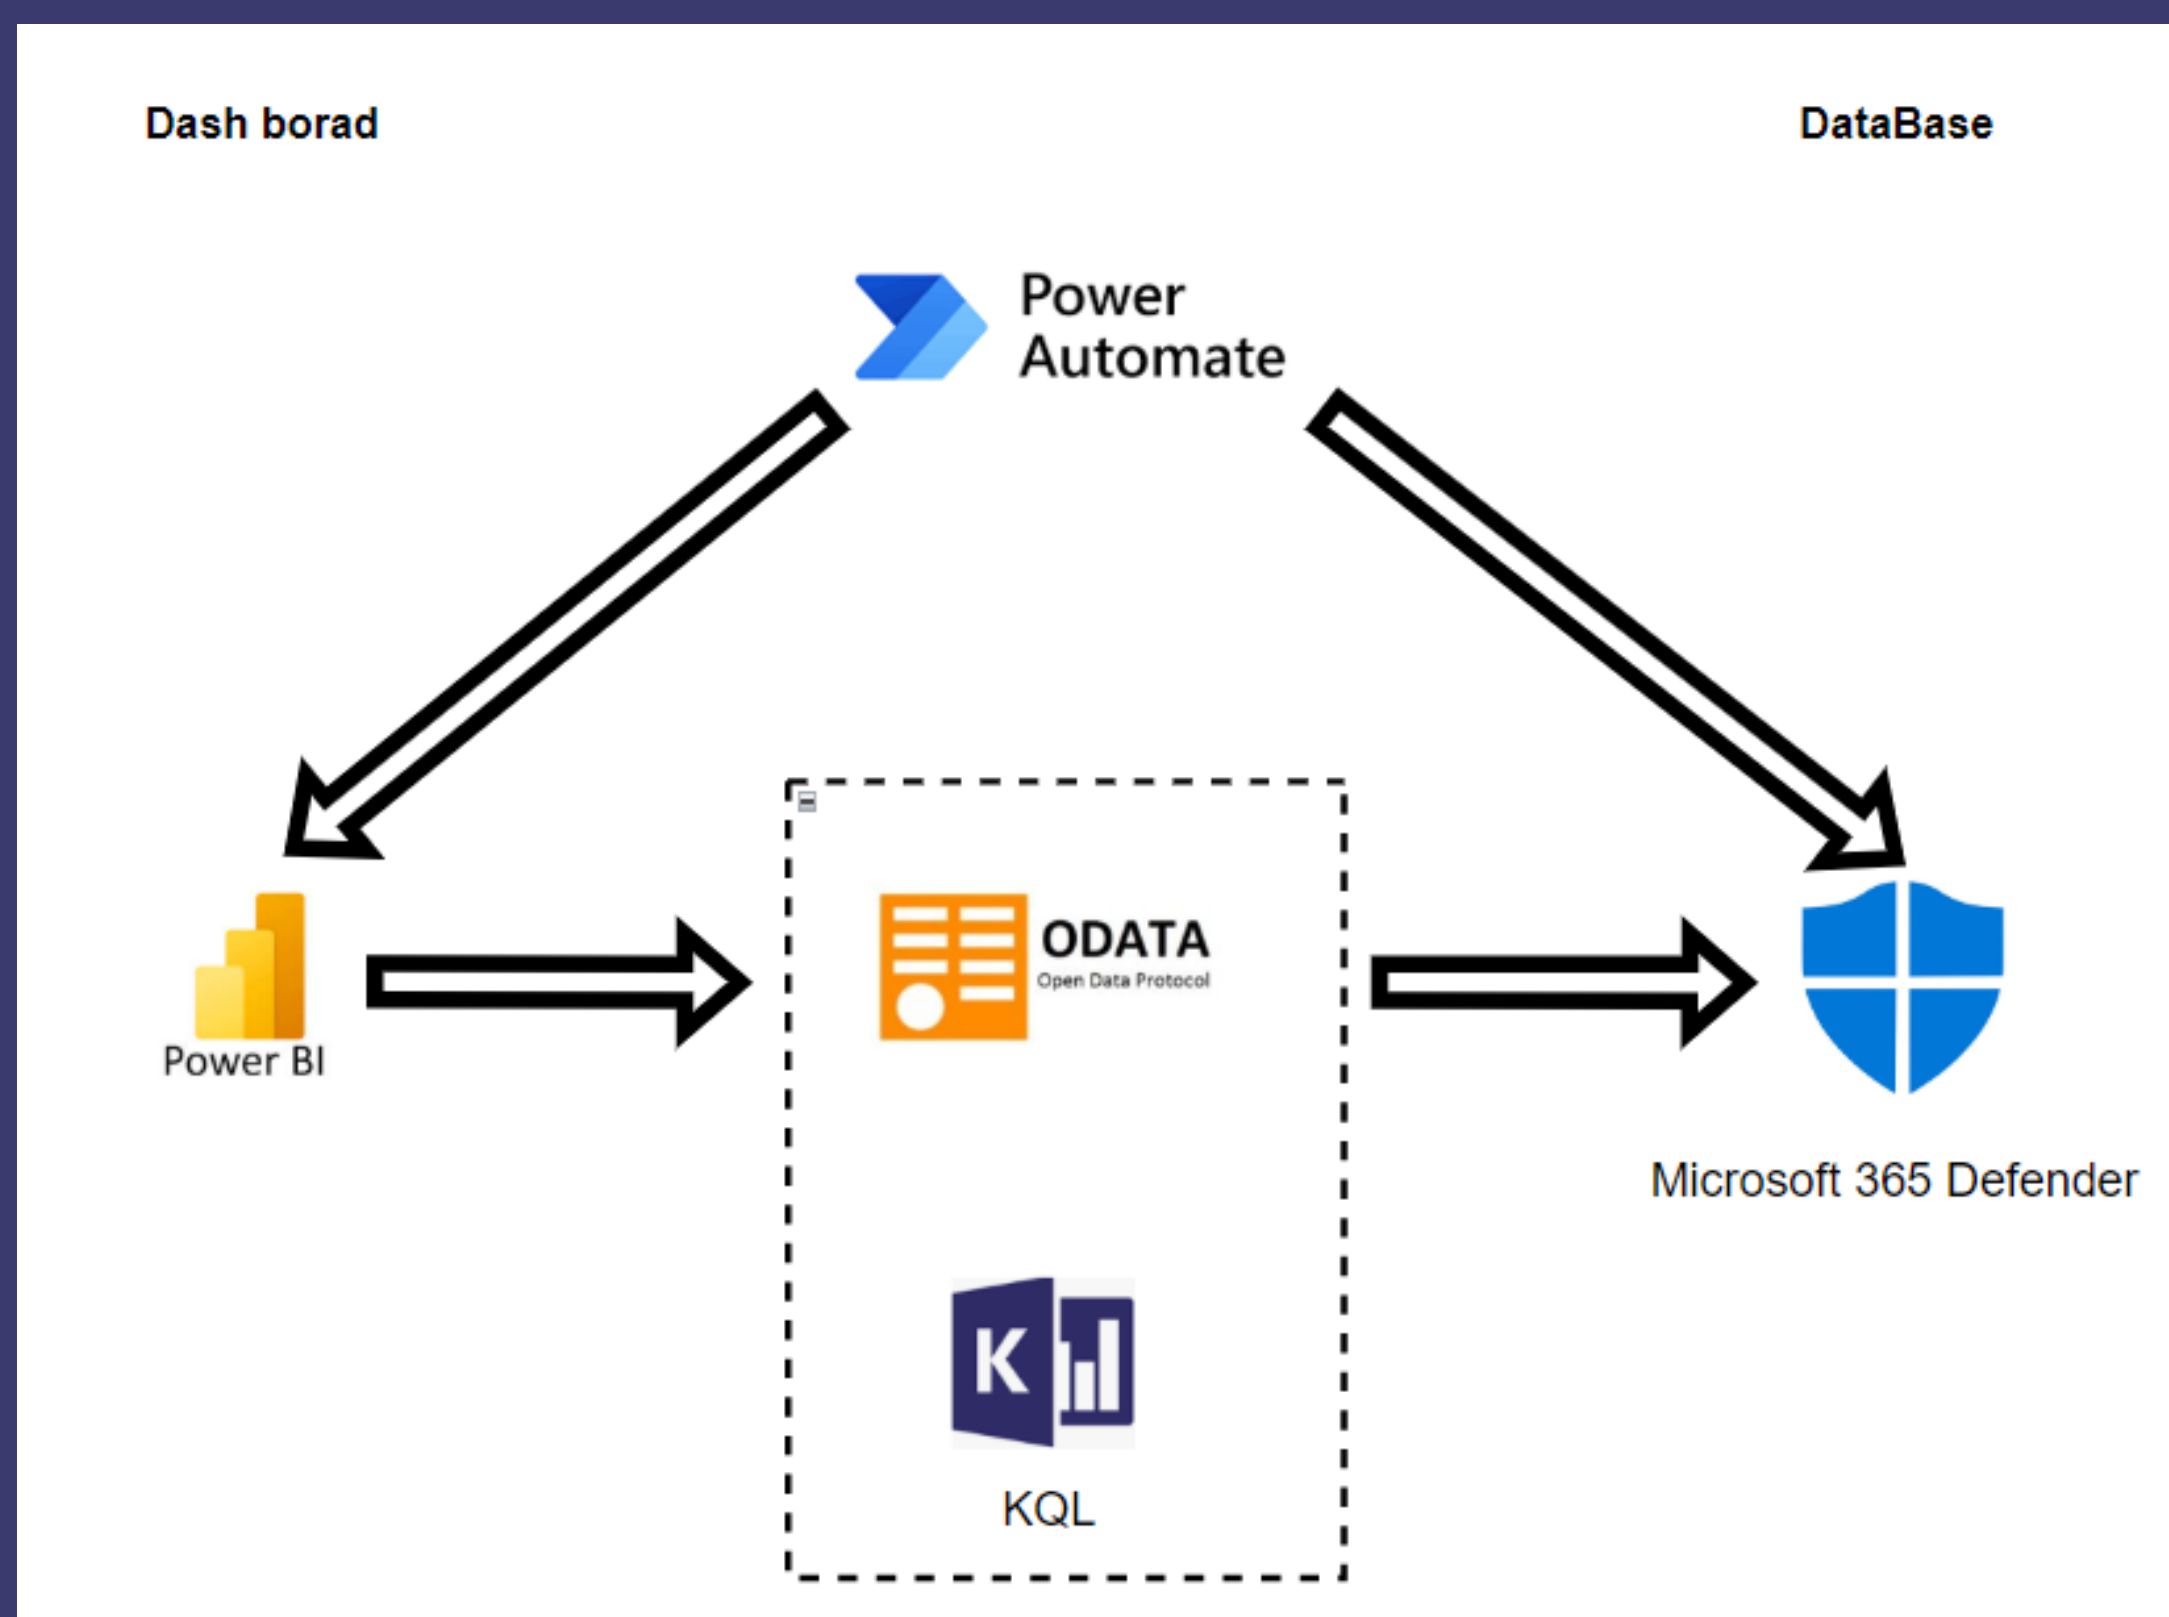 Dash borad
DataBase
Power
Automate
ODATA
Open Data Protocol
Power BI
Microsoft 365 Defender
K
KQL